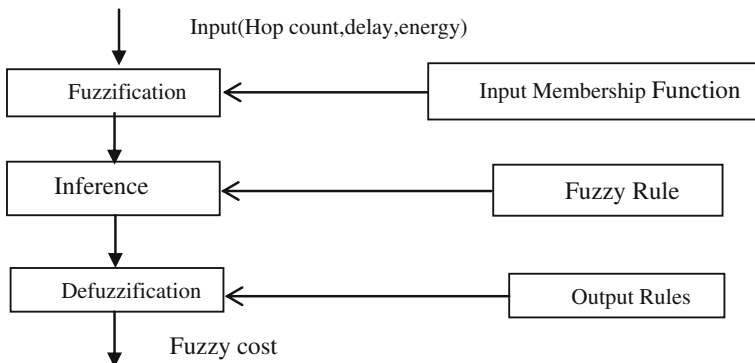 Input(Hop count,delay,energy)
Fuzzification
Input Membership Function
Inference
Fuzzy Rule
Defuzzification
Output Rules
Fuzzy cost